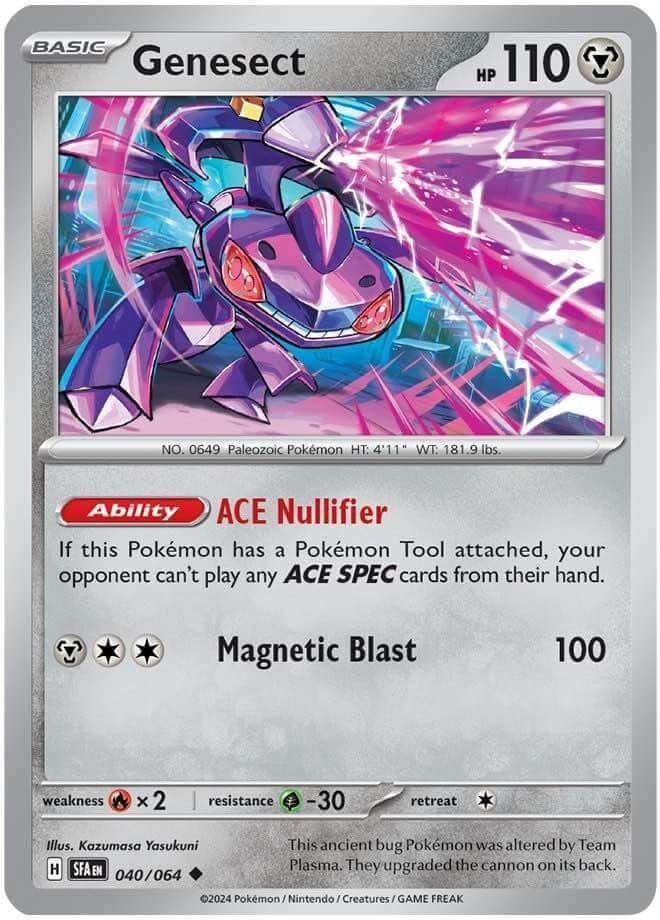 BASIC Genesect HP 110
NO. 0649 Paleozoic Pokémon HT: 4'11" WT: 181.9 lbs.
Ability ACE Nullifier
If this Pokémon has a Pokémon Tool attached, your
opponent can't play any ACE SPEC cards from their hand.
Magnetic Blast 100
weakness ×2 resistance -30 retreat
Illus. Kazumasa Yasukuni
H SFA EN 040/064
This ancient bug Pokémon was altered by Team
Plasma. They upgraded the cannon on its back.
©2024 Pokémon / Nintendo / Creatures / GAME FREAK